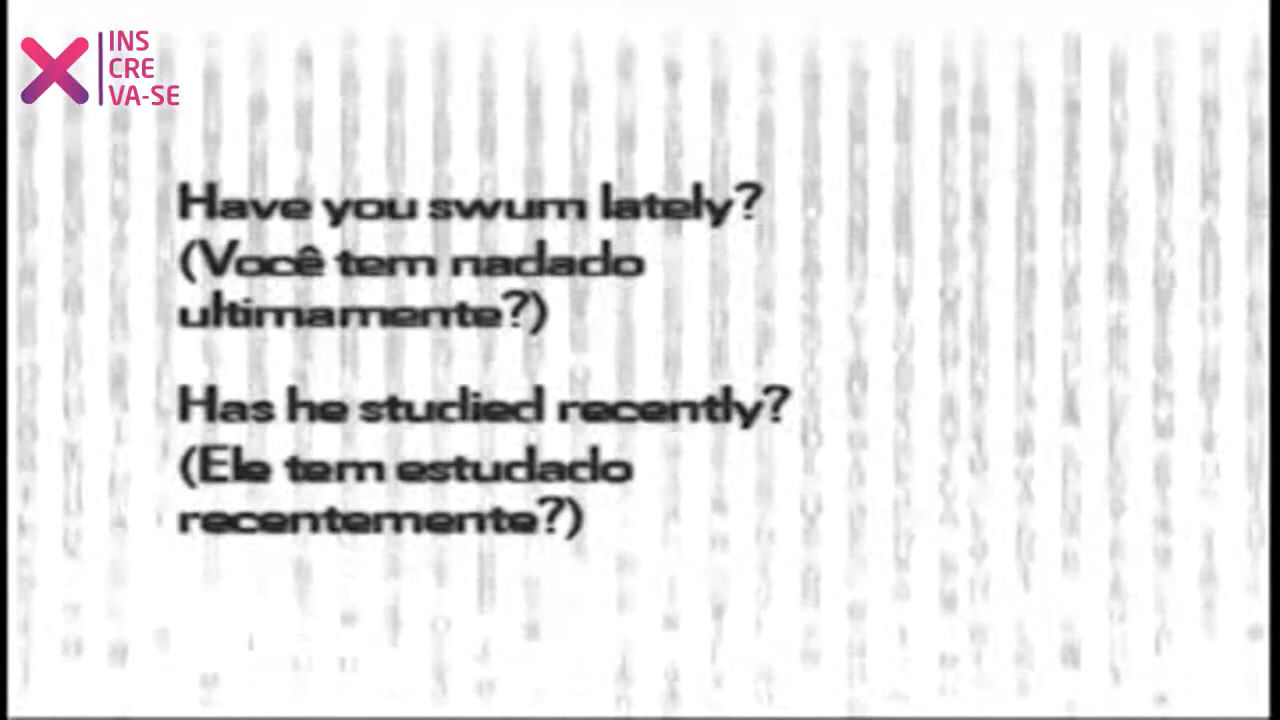 INS
CRE
VA-SE
Have you swum lately?
(Você tem nadado
ultimamente?)
Has he studied recently?
(Ele tem estudado
recentemente?)